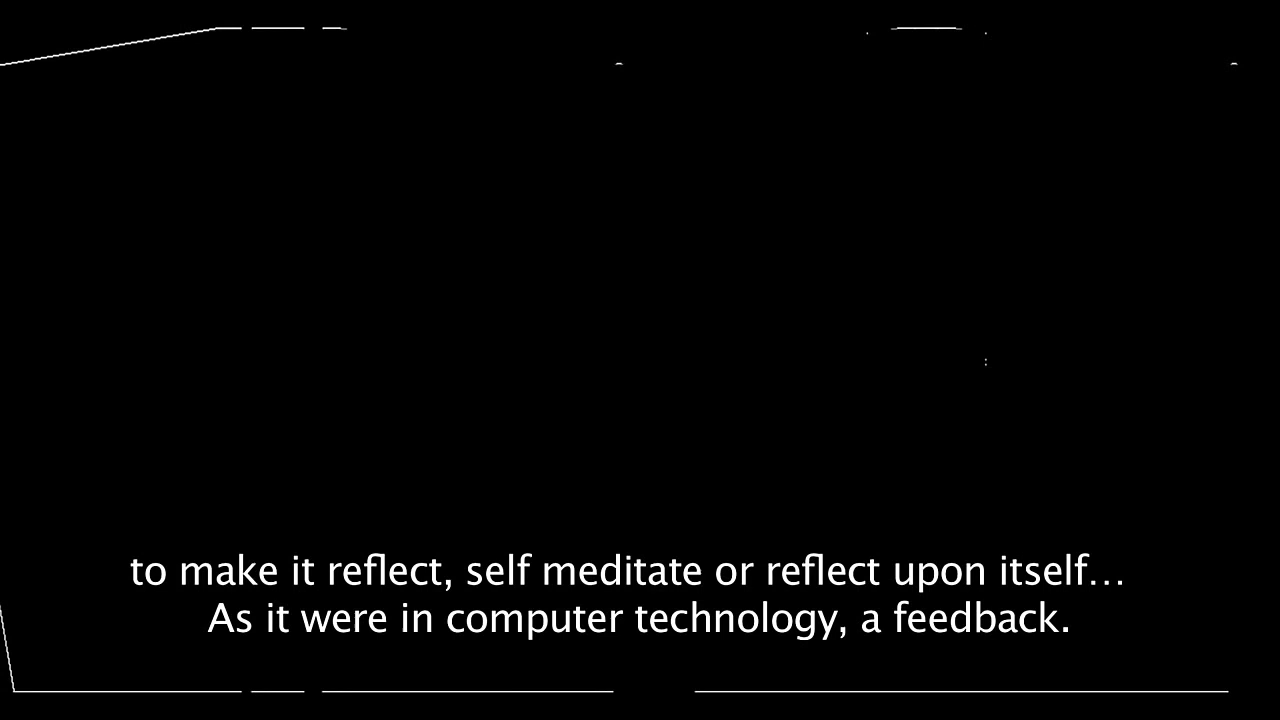 to make it reflect, self meditate or reflect upon itself…
As it were in computer technology, a feedback.